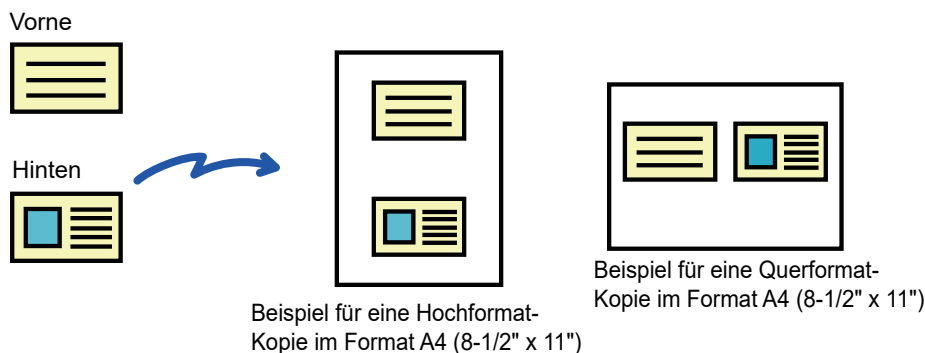 Vorne
Hinten
Beispiel für eine Hochformat-
Kopie im Format A4 (8-1/2" x 11")
Beispiel für eine Querformat-
Kopie im Format A4 (8-1/2" x 11")